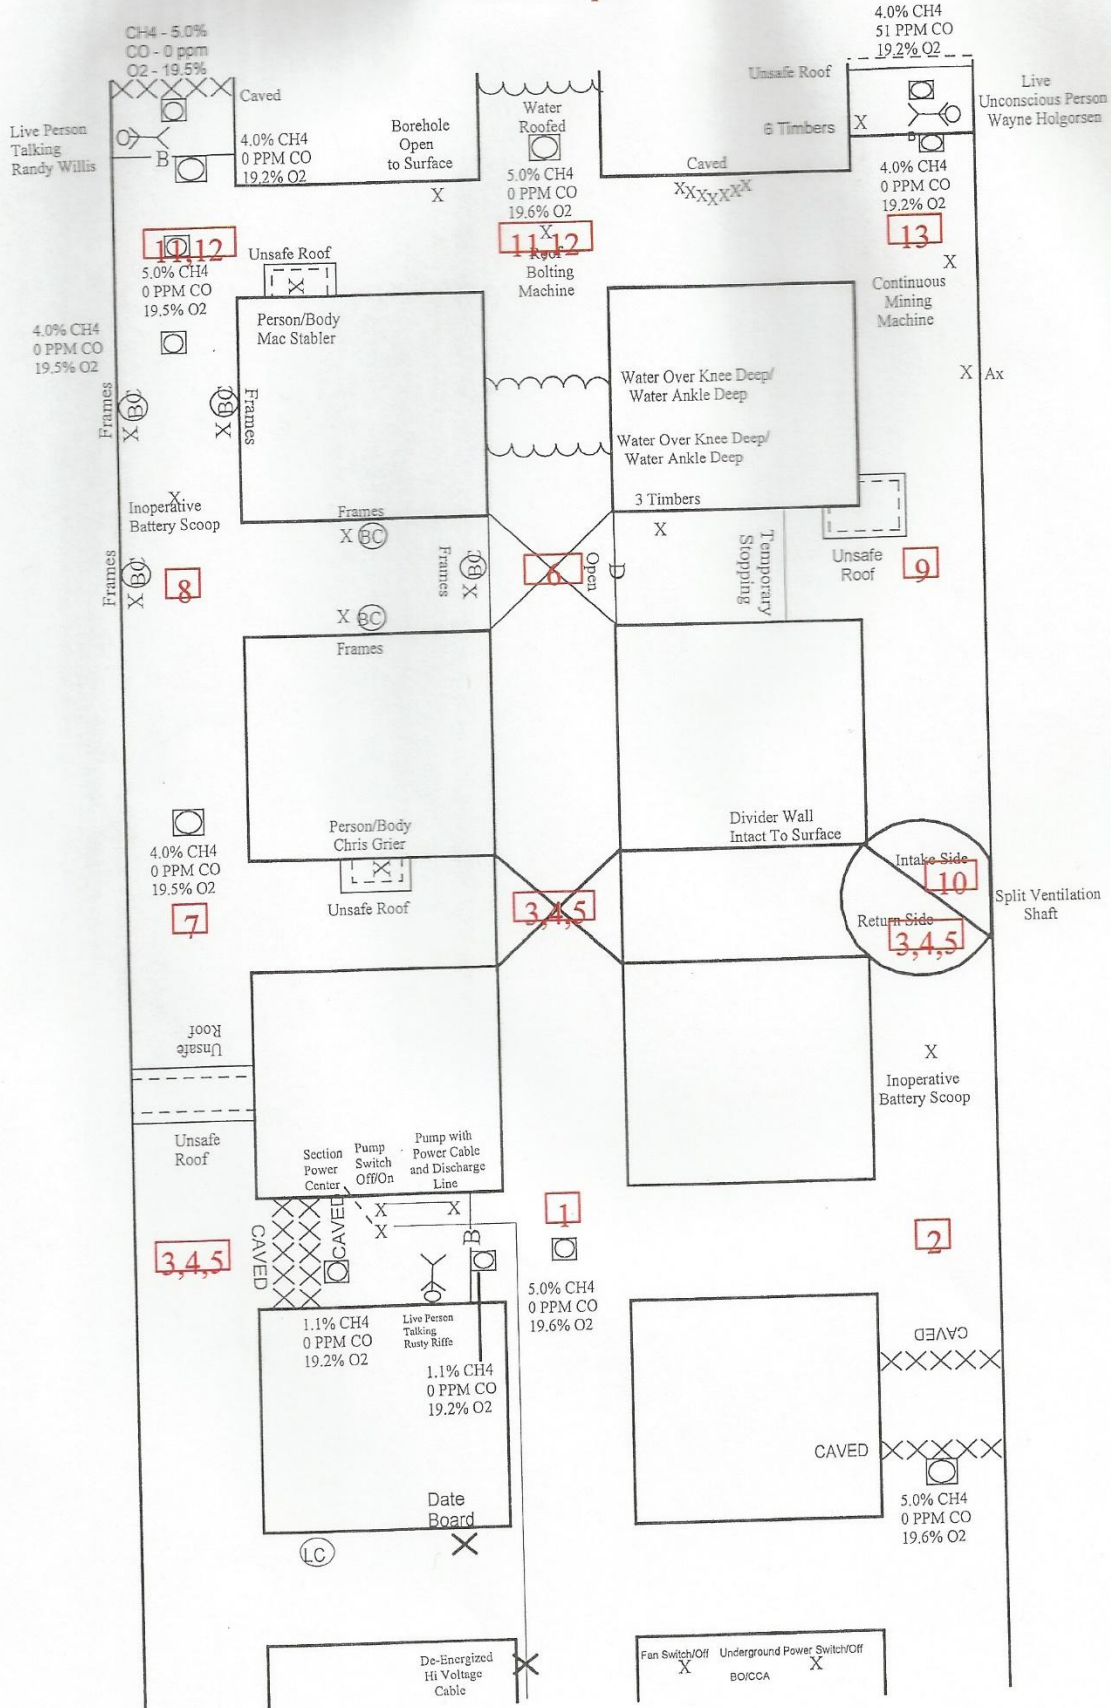 CH4 - 5.0%
CO - 0 ppm
O2 - 19.5%
Caved
Live Person
Talking
Randy Willis
B
4.0% CH4
0 PPM CO
19.2% O2
Borehole
Open
to Surface
X
Water
Roofed
5.0% CH4
0 PPM CO
19.6% O2
X
Roof
Bolting
Machine
4.0% CH4
51 PPM CO
19.2% O2
Unsafe Roof
6 Timbers
X
Caved
XXXXXXX
Live
Unconscious Person
Wayne Holgorsen
B
4.0% CH4
0 PPM CO
19.2% O2
11,12
11,12
13
5.0% CH4
0 PPM CO
19.5% O2
Unsafe Roof
X
Person/Body
Mac Stabler
X
Continuous
Mining
Machine
4.0% CH4
0 PPM CO
19.5% O2
X Ax
Water Over Knee Deep/
Water Ankle Deep
Water Over Knee Deep/
Water Ankle Deep
Frames
X BC
X BC
Frames
X
Inoperative
Battery Scoop
Frames
X BC
3 Timbers
X
Frames
X BC
8
Frames
X BC
6
Open
D
Temporary
Stopping
Unsafe
Roof
9
X BC
Frames
4.0% CH4
0 PPM CO
19.5% O2
7
Person/Body
Chris Grier
X
Unsafe Roof
3,4,5
Divider Wall
Intact To Surface
Intake Side
10
Return Side
3,4,5
Split Ventilation
Shaft
Unsafe
Roof
Unsafe
Roof
X
Inoperative
Battery Scoop
Section
Power
Center
Pump
Switch
Off/On
Pump with
Power Cable
and Discharge
Line
X
X
X
B
CAVED
CAVED
3,4,5
1
2
5.0% CH4
0 PPM CO
19.6% O2
1.1% CH4
0 PPM CO
19.2% O2
Live Person
Talking
Rusty Riffe
1.1% CH4
0 PPM CO
19.2% O2
CAVED
CAVED
5.0% CH4
0 PPM CO
19.6% O2
Date
Board
X
LC
De-Energized
Hi Voltage
Cable
X
Fan Switch/Off
X
Underground Power Switch/Off
X
BO/CCA